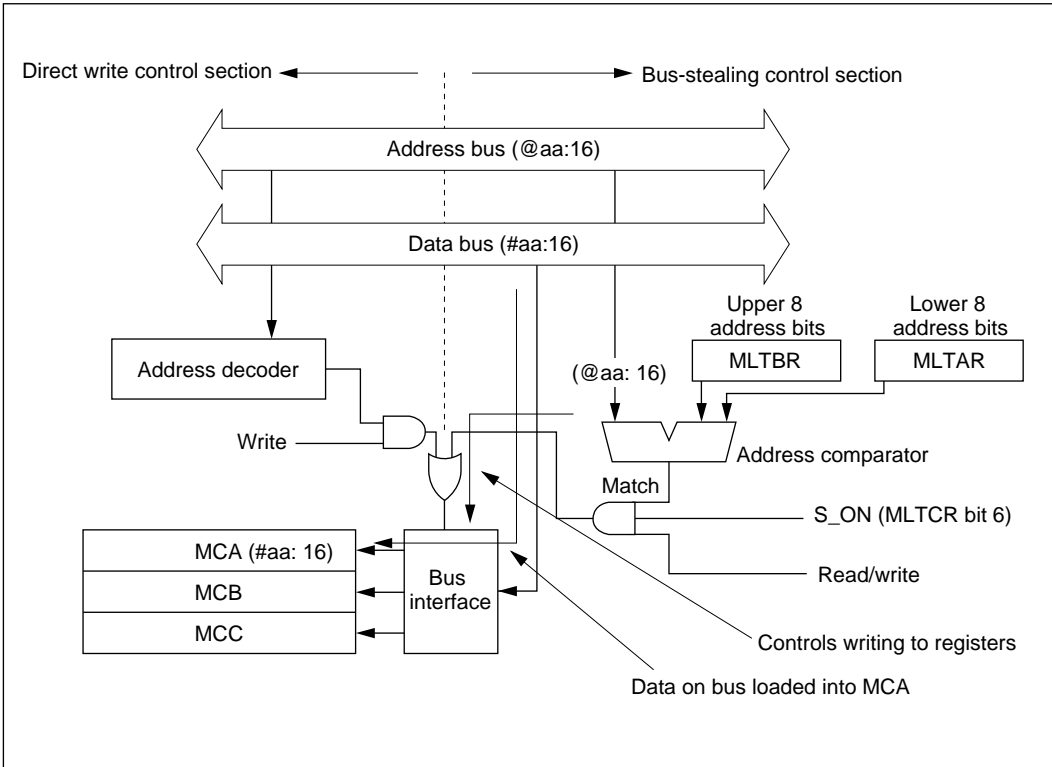 Direct write control section
Bus-stealing control section
Address bus (@aa:16)
Data bus (#aa:16)
Upper 8
address bits
Lower 8
address bits
MLTBR
MLTAR
Address decoder
(@aa: 16)
Write
Address comparator
Match
S_ON (MLTCR bit 6)
MCA (#aa: 16)
MCB
MCC
Bus
interface
Read/write
Controls writing to registers
Data on bus loaded into MCA